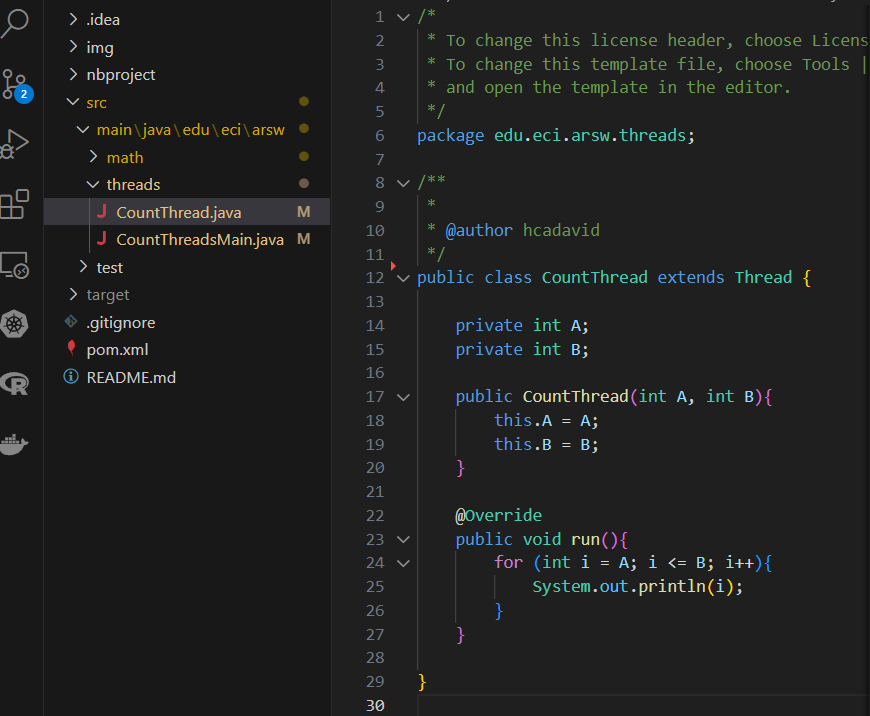 .idea
img
nbproject
2
src
main\java\edu\eci\arsw
math
threads
J CountThread.java M
J CountThreadsMain.java M
test
target
.gitignore
pom.xml
R
README.md
1 /*
2 * To change this license header, choose Licens
3 * To change this template file, choose Tools |
4 * and open the template in the editor.
5 */
6 package edu.eci.arsw.threads;
7
8 /**
9 *
10 * @author hcadavid
11 */
12 public class CountThread extends Thread {
13
14 private int A;
15 private int B;
16
17 public CountThread(int A, int B){
18 this.A = A;
19 this.B = B;
20 }
21
22 @Override
23 public void run(){
24 for (int i = A; i <= B; i++){
25 System.out.println(i);
26 }
27 }
28
29 }
30